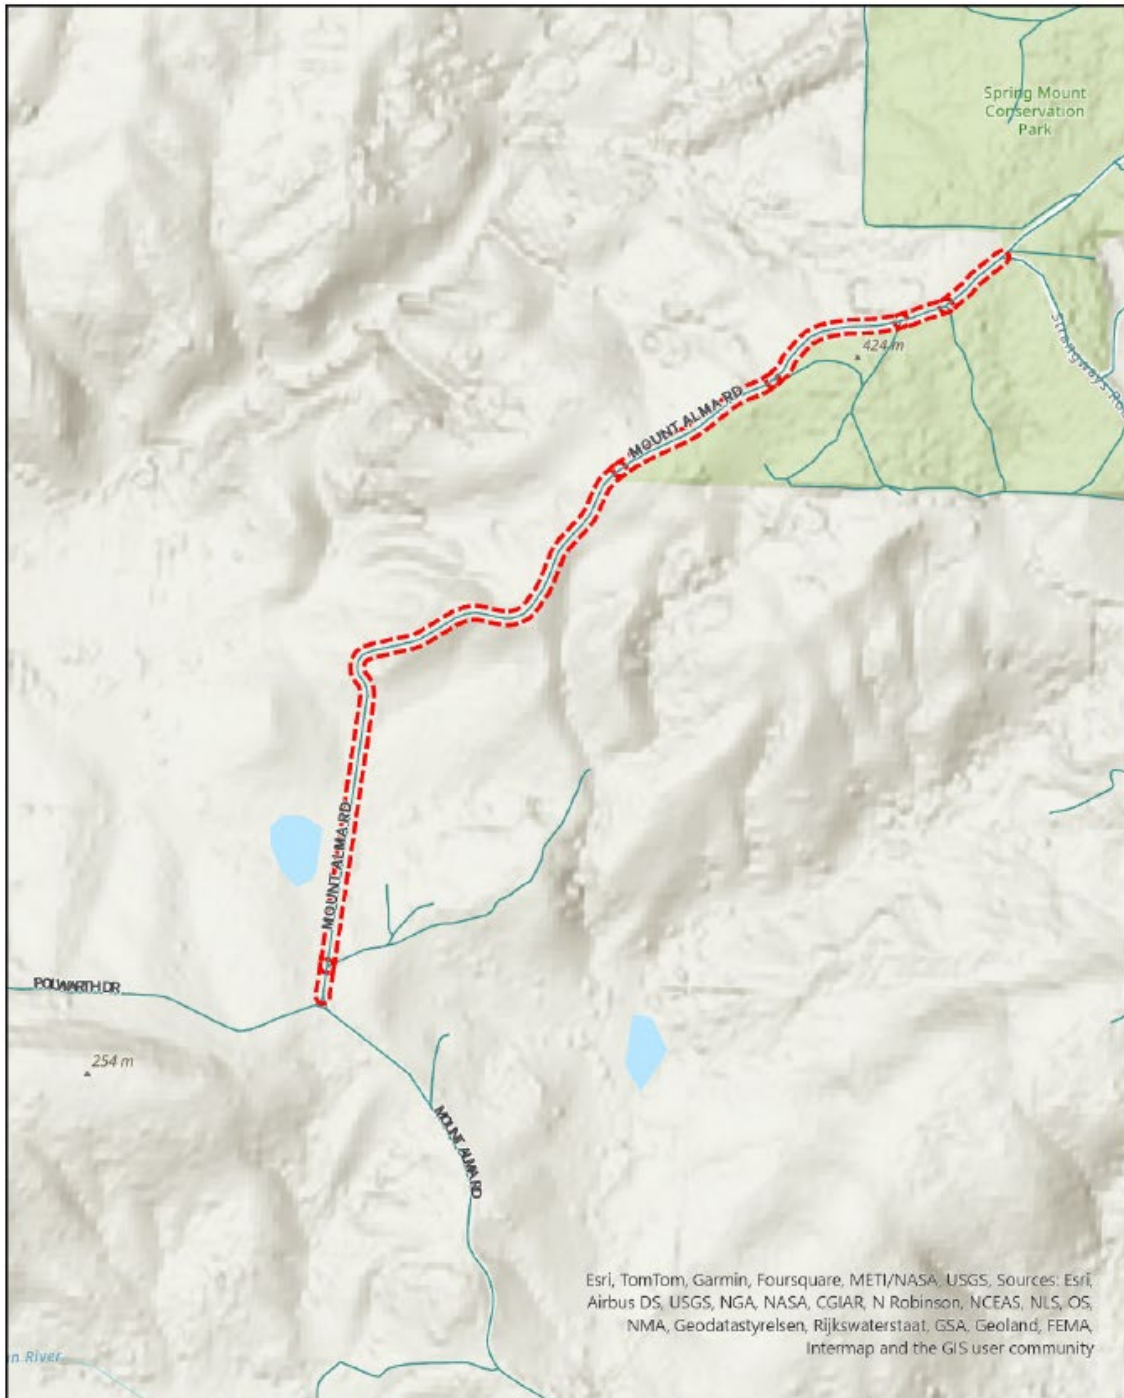 Spring Mount
Conservation
Park
Strangways
424 m
MOUNT ALMA RD
MOUNT ALMA RD
POLWARTH DR
254 m
MOUNT ALMA RD
Esri, TomTom, Garmin, Foursquare, METI/NASA, USGS, Sources: Esri,
Airbus DS, USGS, NGA, NASA, CGIAR, N Robinson, NCEAS, NLS, OS,
NMA, Geodatastyrelsen, Rijkswaterstaat, GSA, Geoland, FEMA,
Intermap and the GIS user community
River